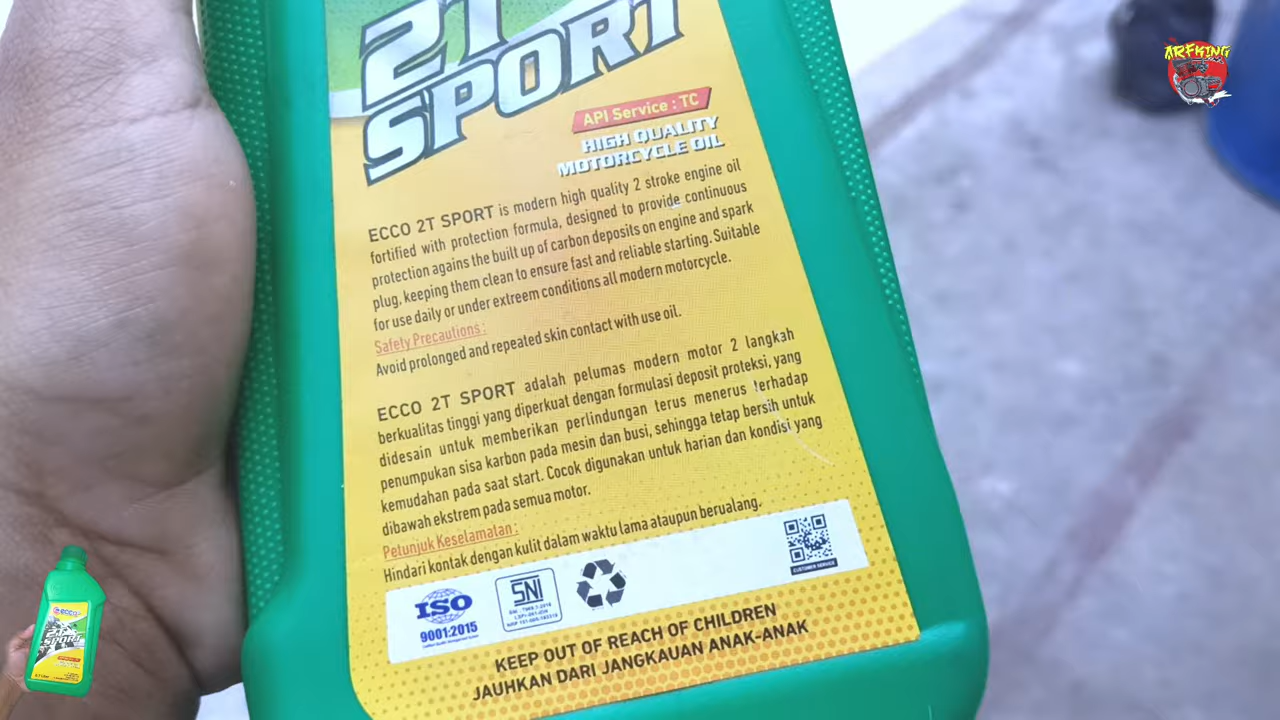 2T
SPORT
API Service : TC
HIGH QUALITY
MOTORCYCLE OIL
ECCO 2T SPORT is modern high quality 2 stroke engine oil
fortified with protection formula, designed to provide continuous
protection agains the built up of carbon deposits on engine and spark
plug, keeping them clean to ensure fast and reliable starting. Suitable
for use daily or under extreem conditions all modern motorcycle.
Safety Precautions :
Avoid prolonged and repeated skin contact with use oil.
ECCO 2T SPORT adalah pelumas modern motor 2 langkah
berkualitas tinggi yang diperkuat dengan formulasi deposit proteksi, yang
didesain untuk memberikan perlindungan terus menerus terhadap
penumpukan sisa karbon pada mesin dan busi, sehingga tetap bersih untuk
kemudahan pada saat start. Cocok digunakan untuk harian dan kondisi yang
dibawah ekstrem pada semua motor.
Petunjuk Keselamatan :
Hindari kontak dengan kulit dalam waktu lama ataupun berualang.
ISO
9001:2015
SNI
CUSTOMER SERVICE
KEEP OUT OF REACH OF CHILDREN
JAUHKAN DARI JANGKAUAN ANAK-ANAK
ARFKING
ecco
2T
SPORT